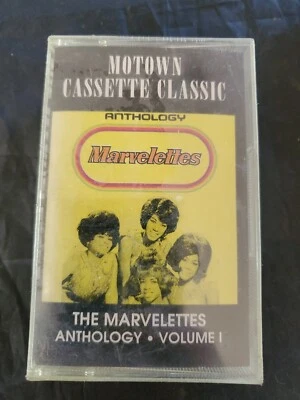 MOTOWN
CASSETTE CLASSIC
ANTHOLOGY
Marvelettes
THE MARVELETTES
ANTHOLOGY • VOLUME I